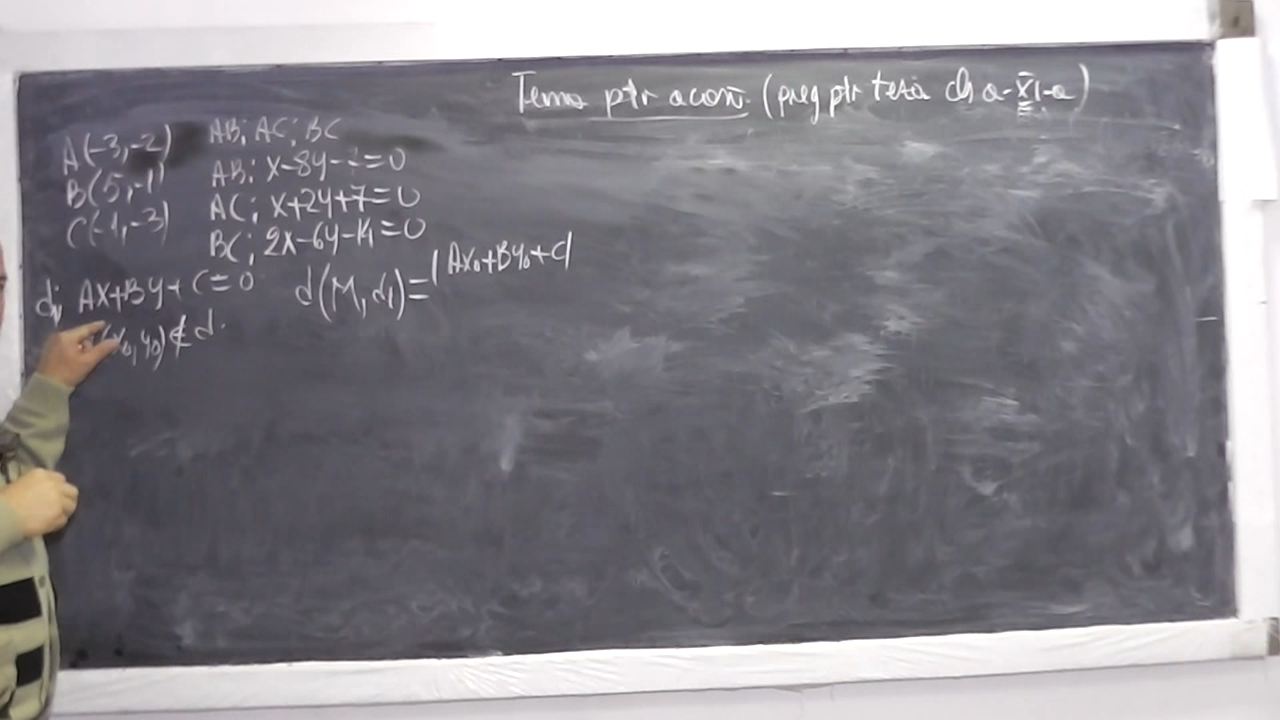 Tema ptr acasă (preg ptr teză cls a-XI-a)
A(-3,-2) AB; AC; BC
B(5,-1) AB: x-8y- =0
C(-1,-3) AC: x+2y+7=0
BC: 2x-6y-14=0
d: Ax+By+C=0 d(M,d)=|Ax₀+By₀+C|
(x₀,y₀)∉d.